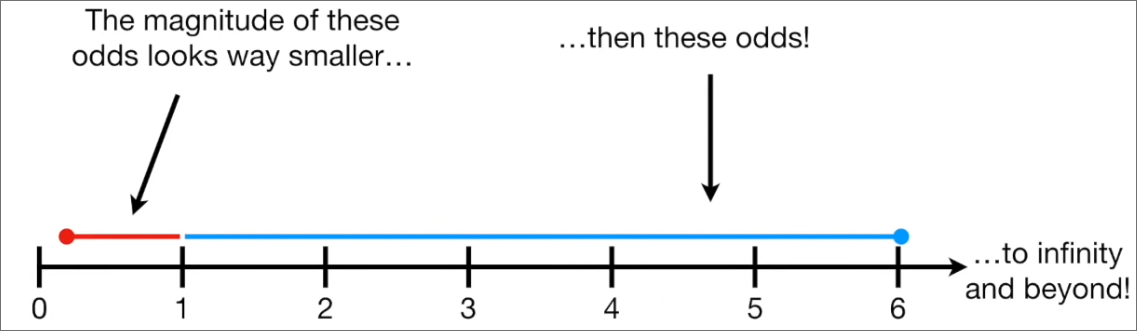 The magnitude of these
odds looks way smaller…
…then these odds!
…to infinity
and beyond!
0 1 2 3 4 5 6